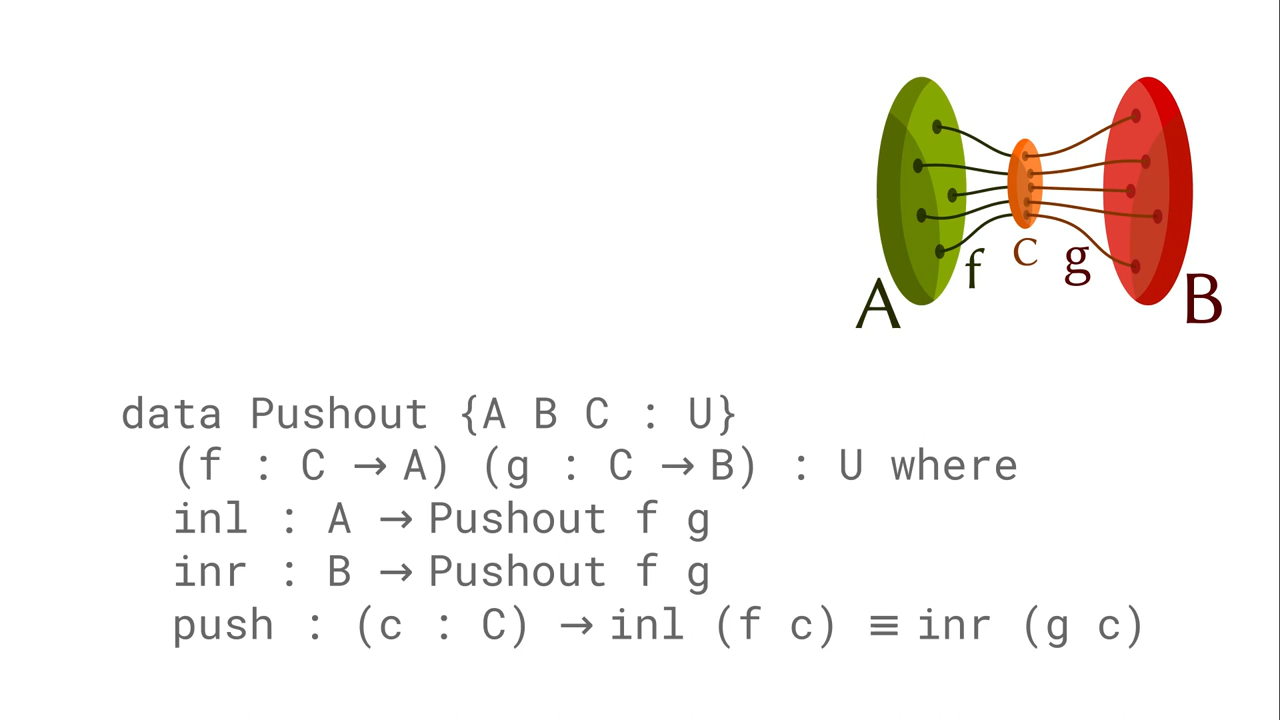 f C g
A B
data Pushout {A B C : U}
(f : C → A) (g : C → B) : U where
inl : A → Pushout f g
inr : B → Pushout f g
push : (c : C) → inl (f c) ≡ inr (g c)